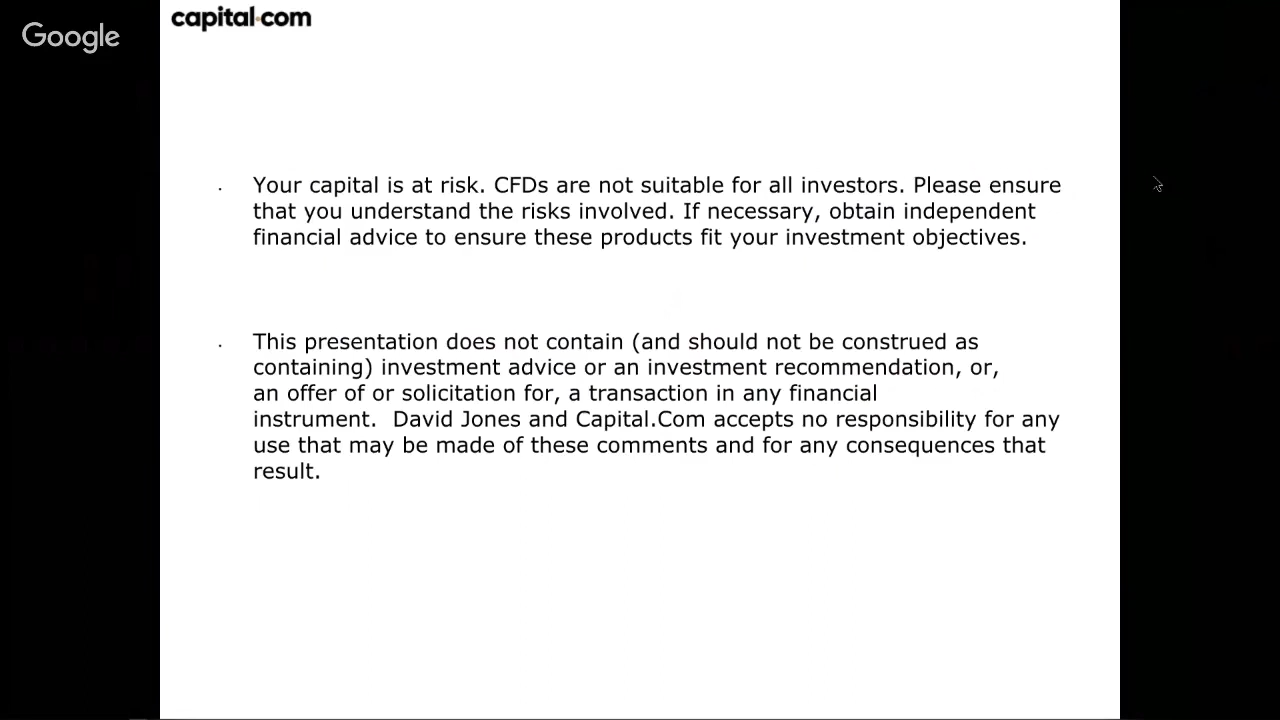 capital.com
Google
Your capital is at risk. CFDs are not suitable for all investors. Please ensure
that you understand the risks involved. If necessary, obtain independent
financial advice to ensure these products fit your investment objectives.
This presentation does not contain (and should not be construed as
containing) investment advice or an investment recommendation, or,
an offer of or solicitation for, a transaction in any financial
instrument.  David Jones and Capital.Com accepts no responsibility for any
use that may be made of these comments and for any consequences that
result.